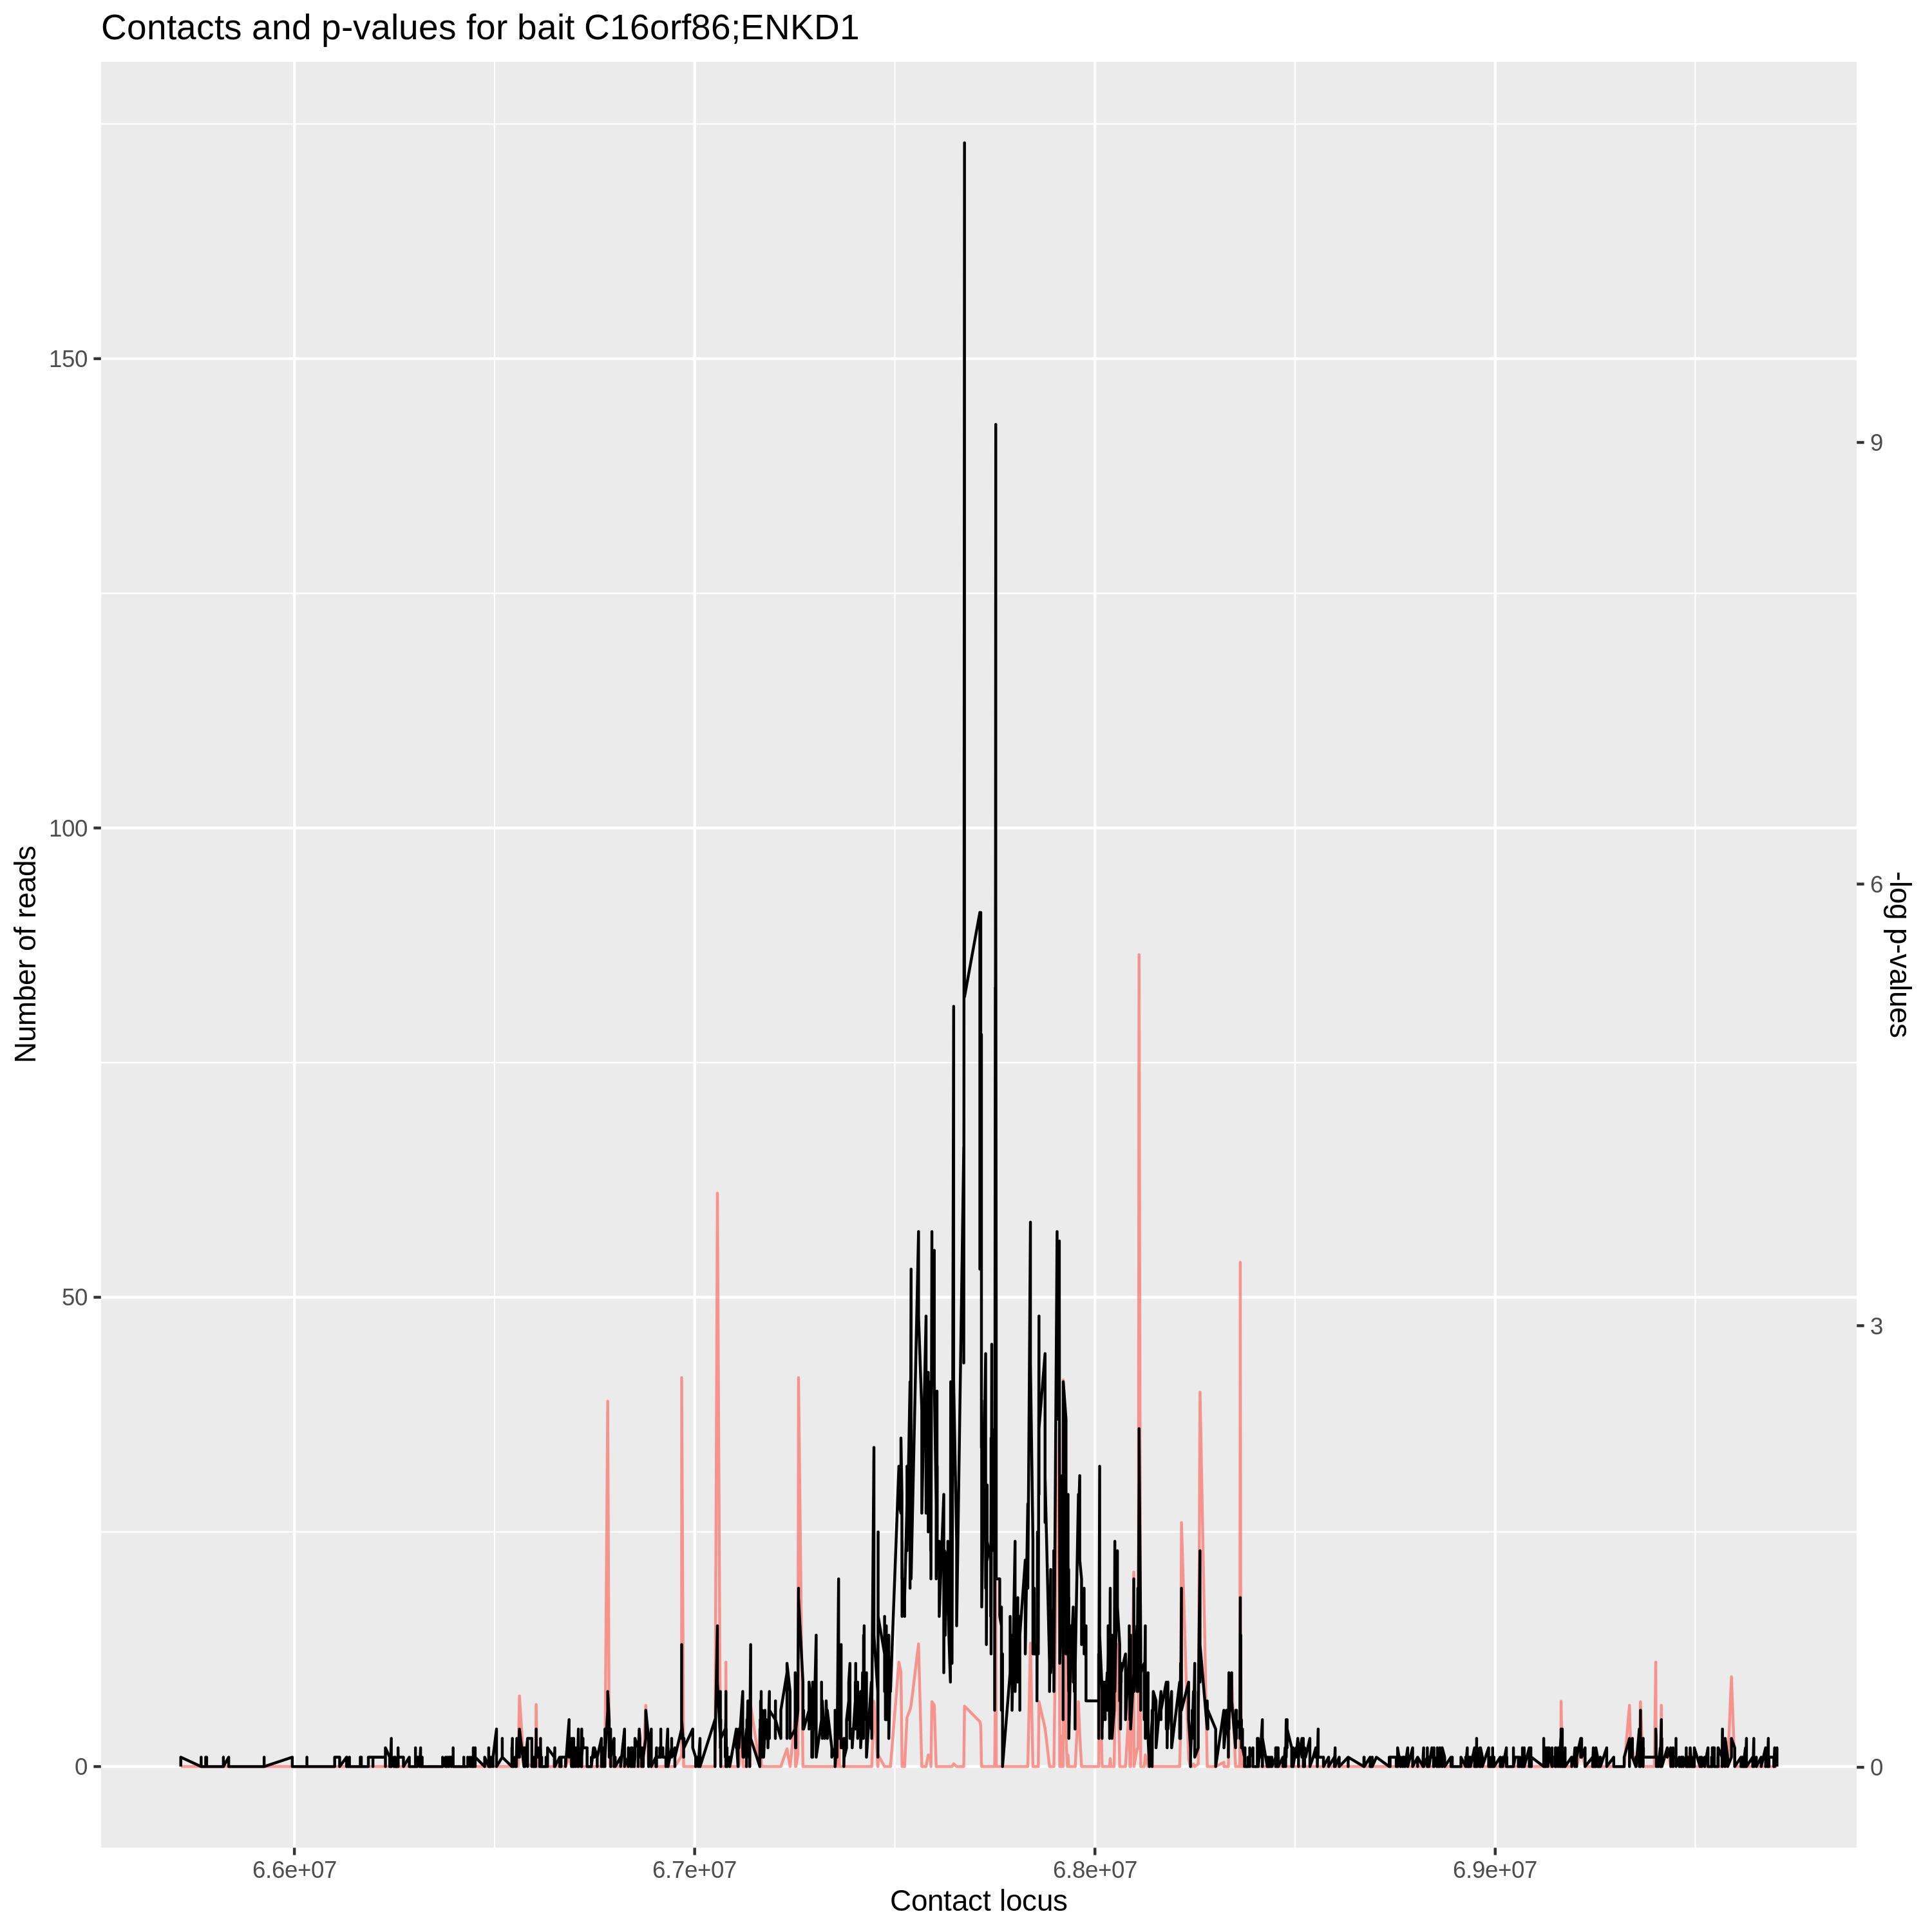 Contacts and p-values for bait C16orf86;ENKD1
150
100
50
0
Number of reads
9
6
3
0
-log p-values
6.6e+07
6.7e+07
6.8e+07
6.9e+07
Contact locus